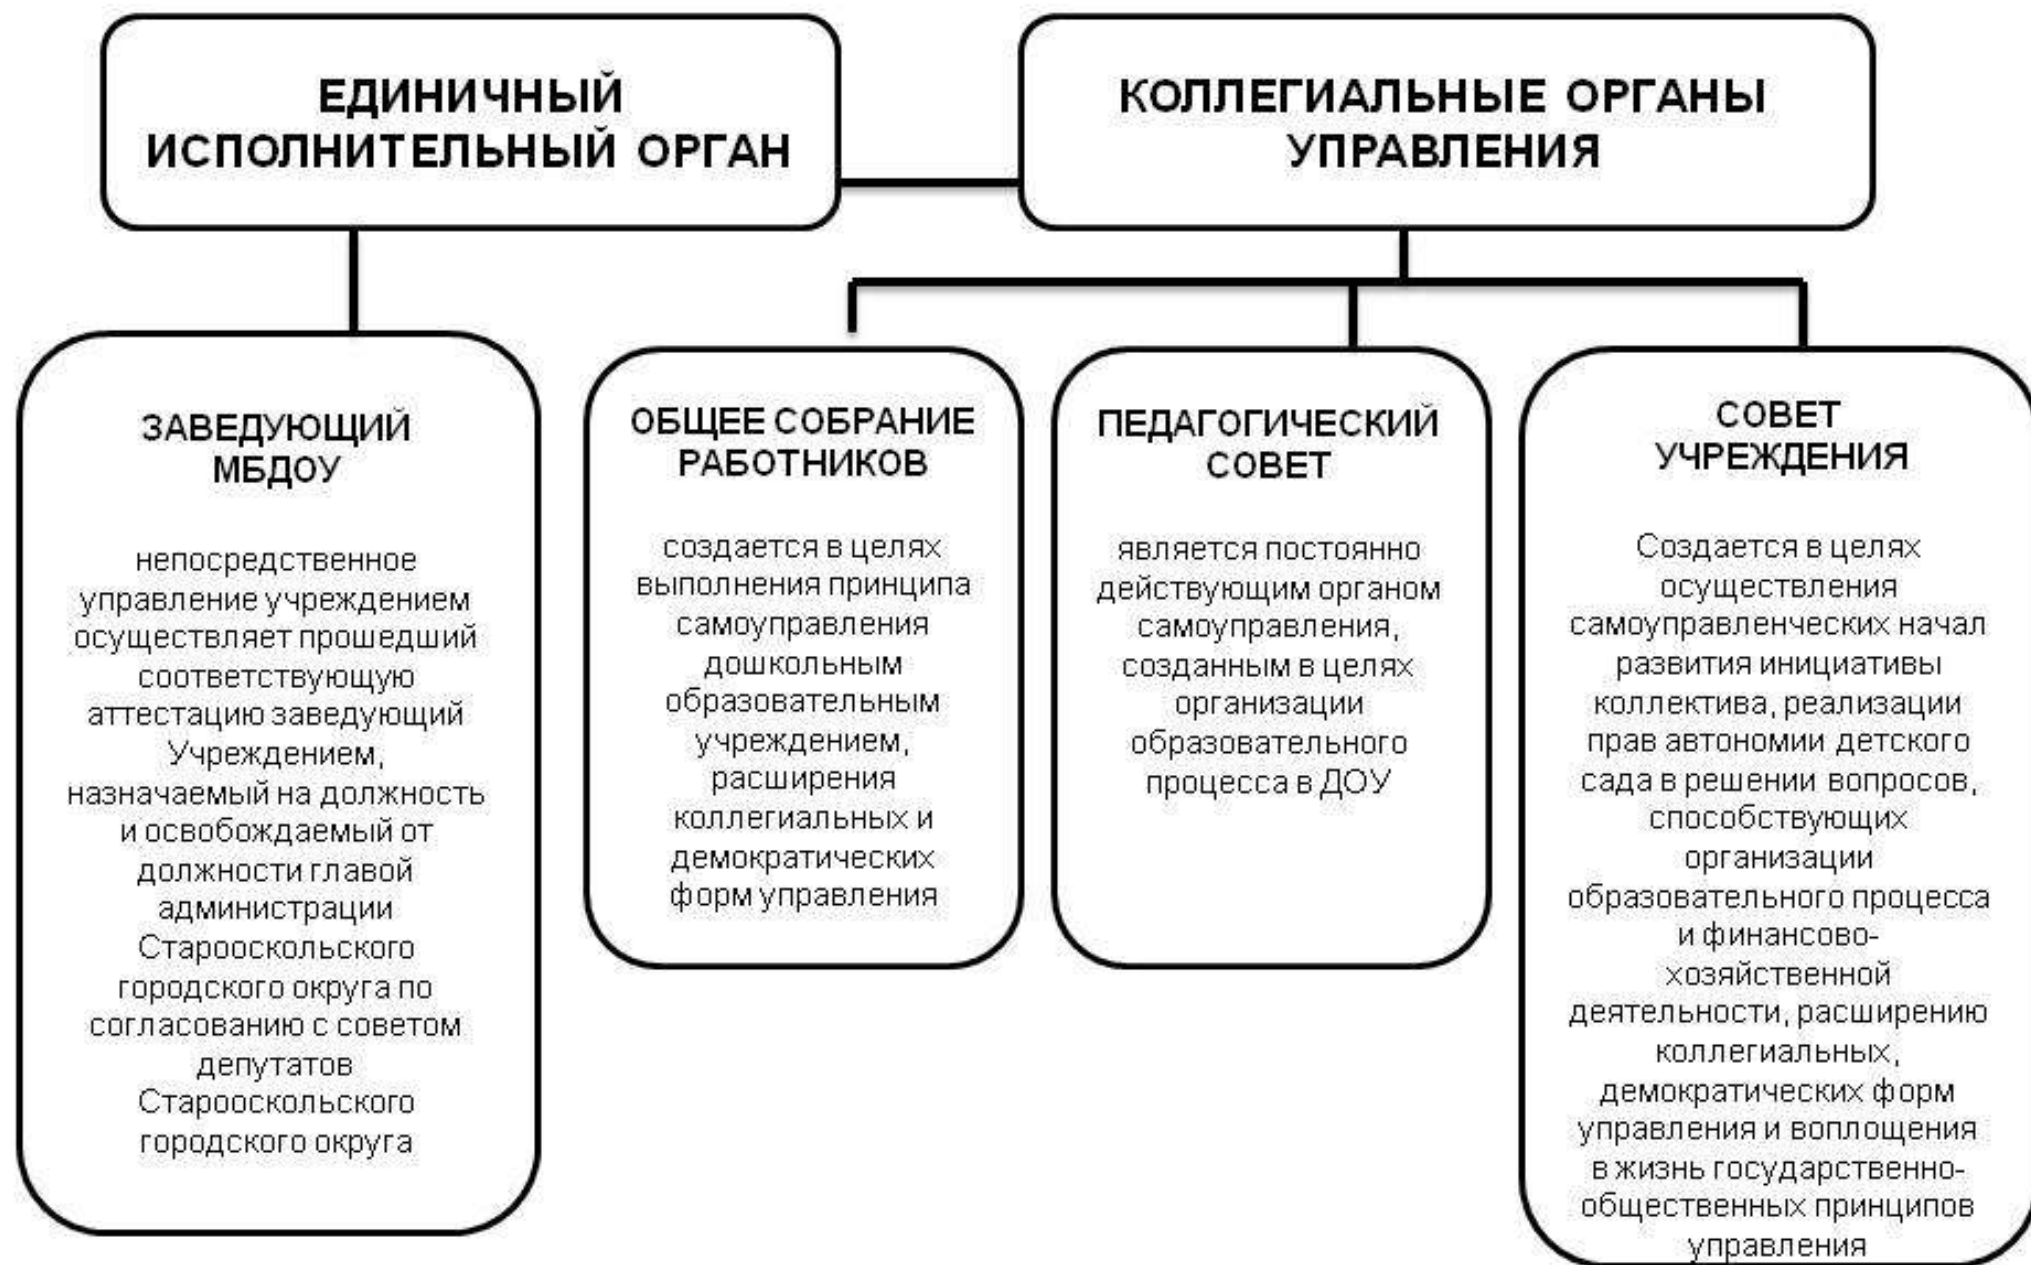 ЕДИНИЧНЫЙ
ИСПОЛНИТЕЛЬНЫЙ ОРГАН
КОЛЛЕГИАЛЬНЫЕ ОРГАНЫ
УПРАВЛЕНИЯ
ЗАВЕДУЮЩИЙ
МБДОУ
непосредственное
управление учреждением
осуществляет прошедший
соответствующую
аттестацию заведующий
Учреждением,
назначаемый на должность
и освобождаемый от
должности главой
администрации
Старооскольского
городского округа по
согласованию с советом
депутатов
Старооскольского
городского округа
ОБЩЕЕ СОБРАНИЕ
РАБОТНИКОВ
создается в целях
выполнения принципа
самоуправления
дошкольным
образовательным
учреждением,
расширения
коллегиальных и
демократических
форм управления
ПЕДАГОГИЧЕСКИЙ
СОВЕТ
является постоянно
действующим органом
самоуправления,
созданным в целях
организации
образовательного
процесса в ДОУ
СОВЕТ
УЧРЕЖДЕНИЯ
Создается в целях
осуществления
самоуправленческих начал
развития инициативы
коллектива, реализации
прав автономии детского
сада в решении вопросов,
способствующих
организации
образовательного процесса
и финансово-
хозяйственной
деятельности, расширению
коллегиальных,
демократических форм
управления и воплощения
в жизнь государственно-
общественных принципов
управления